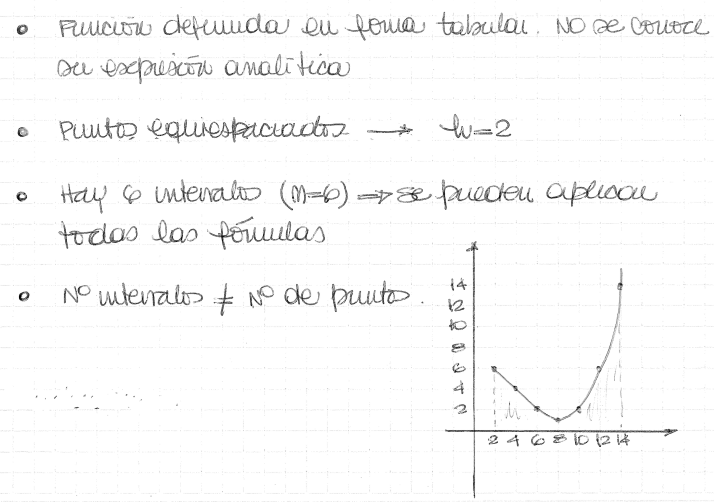 • Función definida en forma tabular. NO se conoce
su expresión analítica
• Puntos equiespaciados → h=2
• Hay 6 intervalos (n=6) ⇒ se pueden aplicar
todas las fórmulas
• Nº intervalos ≠ Nº de puntos.
14
12
10
8
6
4
2
2 4 6 8 10 12 14